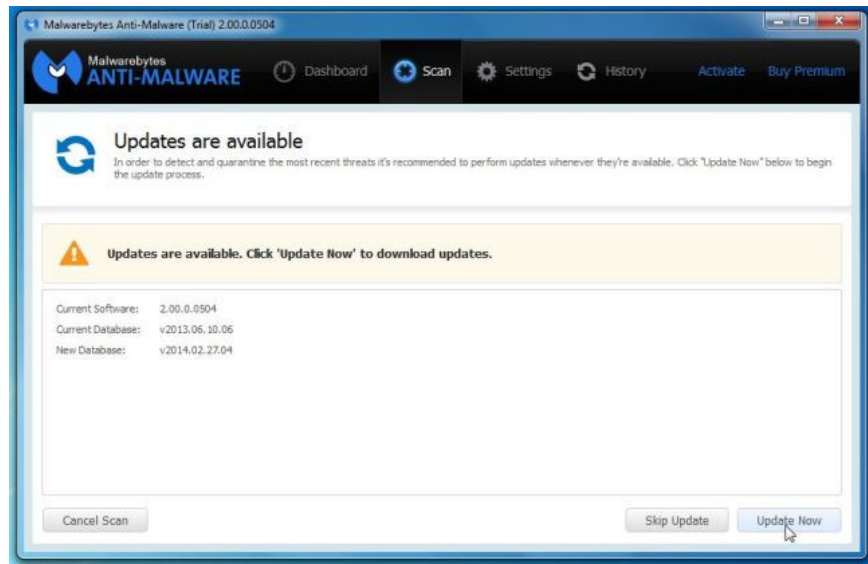 Malwarebytes Anti-Malware (Trial) 2.00.0.0504
Malwarebytes
ANTI-MALWARE
Dashboard
Scan
Settings
History
Activate
Buy Premium
Updates are available
In order to detect and quarantine the most recent threats it's recommended to perform updates whenever they're available. Click "Update Now" below to begin
the update process.
Updates are available. Click 'Update Now' to download updates.
Current Software: 2.00.0.0504
Current Database: v2013.06.10.06
New Database: v2014.02.27.04
Cancel Scan
Skip Update
Update Now